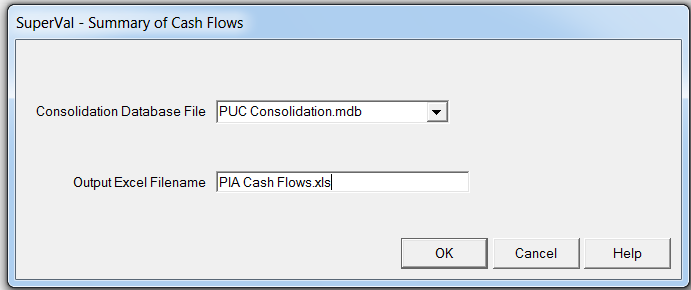 SuperVal - Summary of Cash Flows
Consolidation Database File PUC Consolidation.mdb
Output Excel Filename PIA Cash Flows.xls
OK Cancel Help